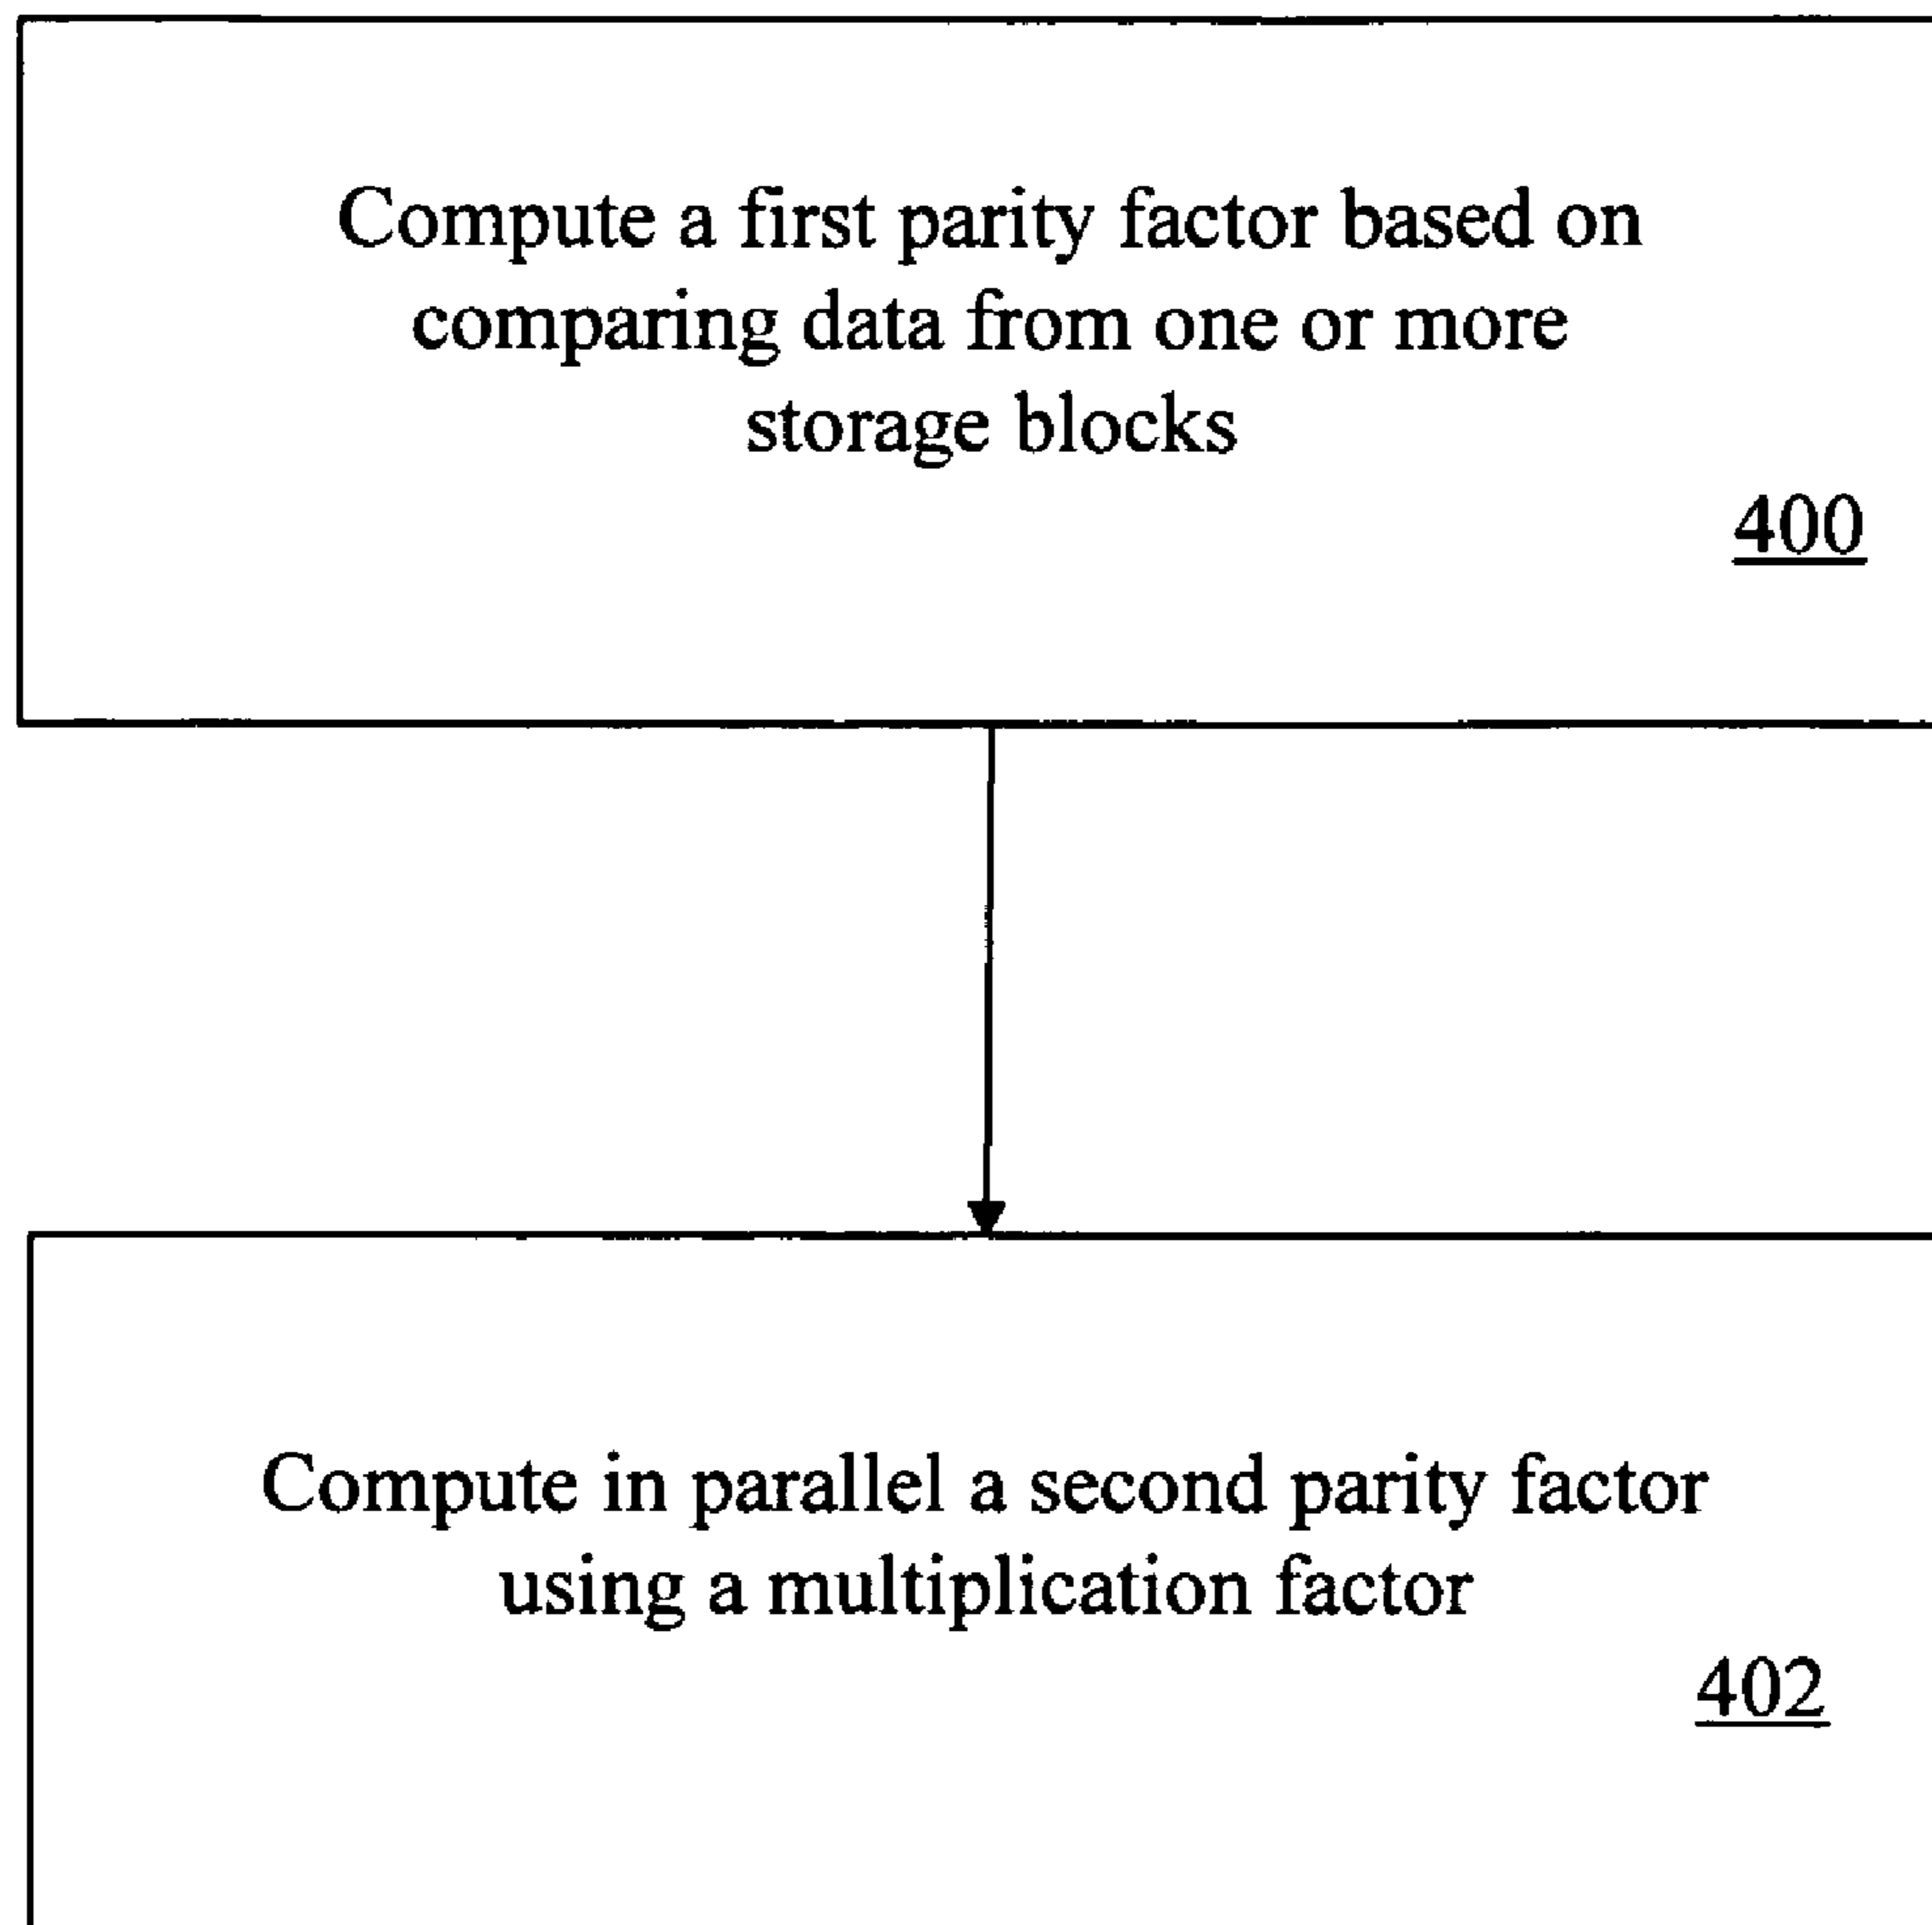 Compute a first parity factor based on
comparing data from one or more
storage blocks
400
Compute in parallel a second parity factor
using a multiplication factor
402